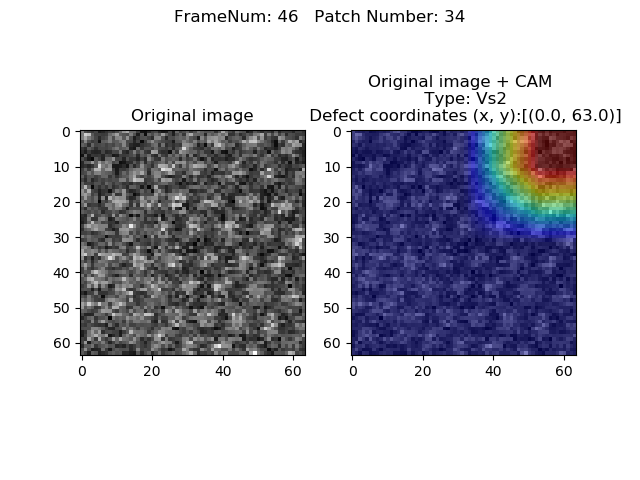 FrameNum: 46   Patch Number: 34
Original image
Original image + CAM
Type: Vs2
Defect coordinates (x, y):[(0.0, 63.0)]
0
10
20
30
40
50
60
0 20 40 60
0
10
20
30
40
50
60
0 20 40 60